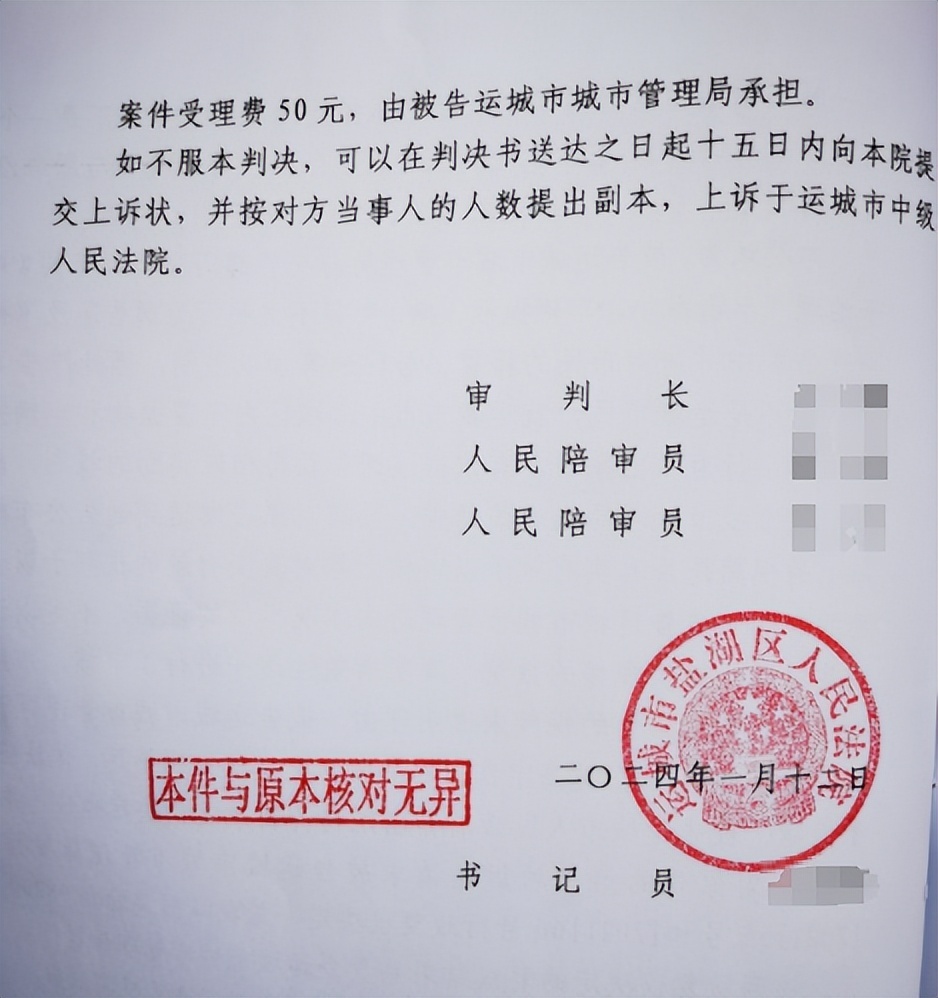 案件受理费50元，由被告运城市城市管理局承担。
如不服本判决，可以在判决书送达之日起十五日内向本院提
交上诉状，并按对方当事人的人数提出副本，上诉于运城市中级
人民法院。
审判长
人民陪审员
人民陪审员
运城市盐湖区人民法院
二〇二四年一月十二日
本件与原本核对无异
书记员